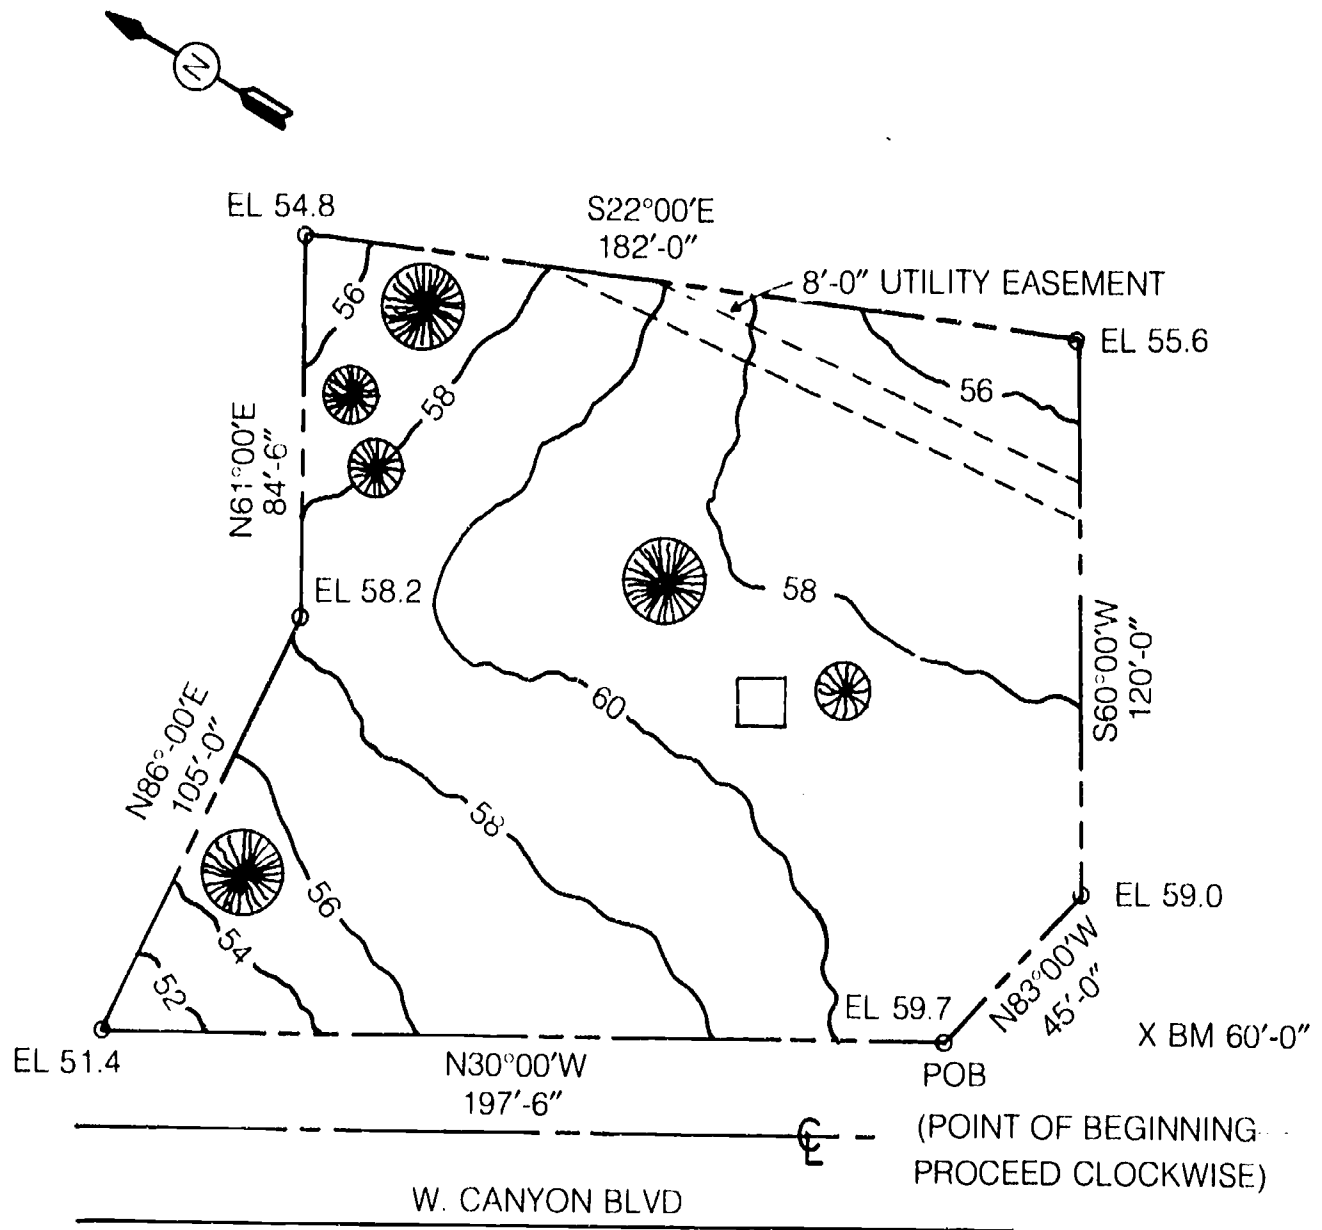 N
EL 54.8
S22°00'E
182'-0"
8'-0" UTILITY EASEMENT
EL 55.6
56
56
58
N61°00'E
84'-6"
EL 58.2
58
S60°00'W
120'-0"
60
N86°-00'E
105'-0"
58
56
54
52
EL 59.0
N83°00'W
45'-0"
EL 59.7
X BM 60'-0"
EL 51.4
N30°00'W
197'-6"
POB
(POINT OF BEGINNING
PROCEED CLOCKWISE)
CL
W. CANYON BLVD